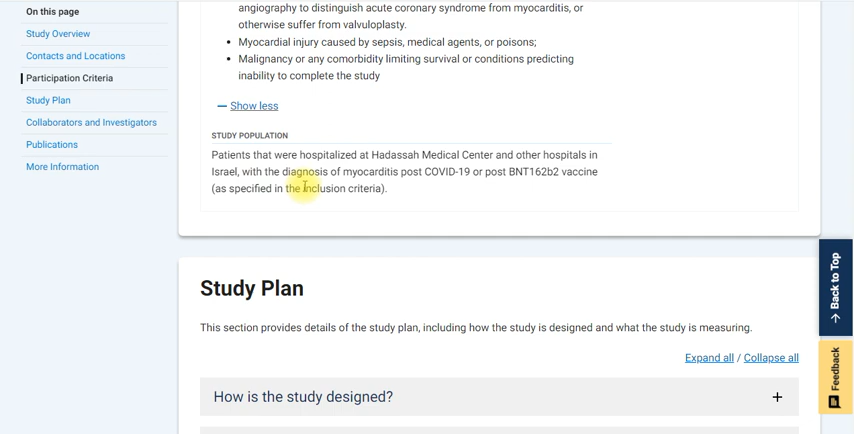 On this page
Study Overview
Contacts and Locations
Participation Criteria
Study Plan
Collaborators and Investigators
Publications
More Information
angiography to distinguish acute coronary syndrome from myocarditis, or
otherwise suffer from valvuloplasty.
• Myocardial injury caused by sepsis, medical agents, or poisons;
• Malignancy or any comorbidity limiting survival or conditions predicting
inability to complete the study
— Show less
STUDY POPULATION
Patients that were hospitalized at Hadassah Medical Center and other hospitals in
Israel, with the diagnosis of myocarditis post COVID-19 or post BNT162b2 vaccine
(as specified in the inclusion criteria).
Study Plan
This section provides details of the study plan, including how the study is designed and what the study is measuring.
Expand all / Collapse all
How is the study designed? +
→ Back to Top
Feedback